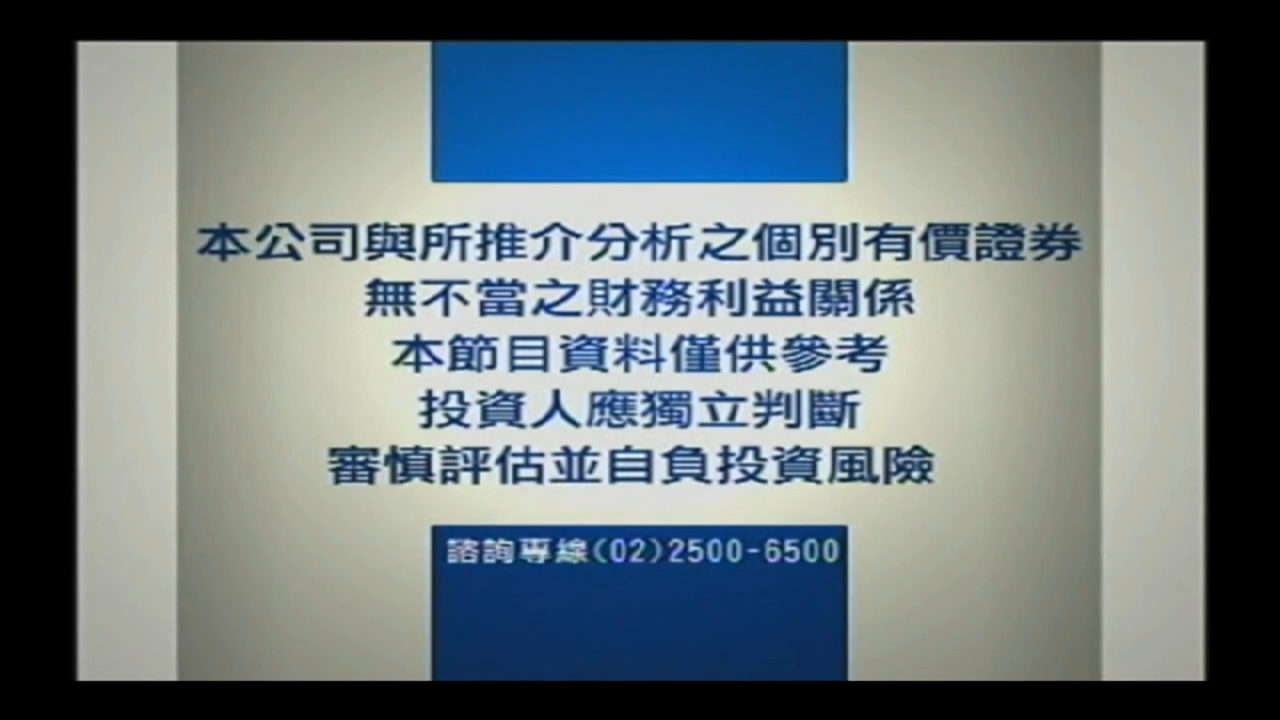 本公司與所推介分析之個別有價證券
無不當之財務利益關係
本節目資料僅供參考
投資人應獨立判斷
審慎評估並自負投資風險
諮詢專線(02)2500-6500